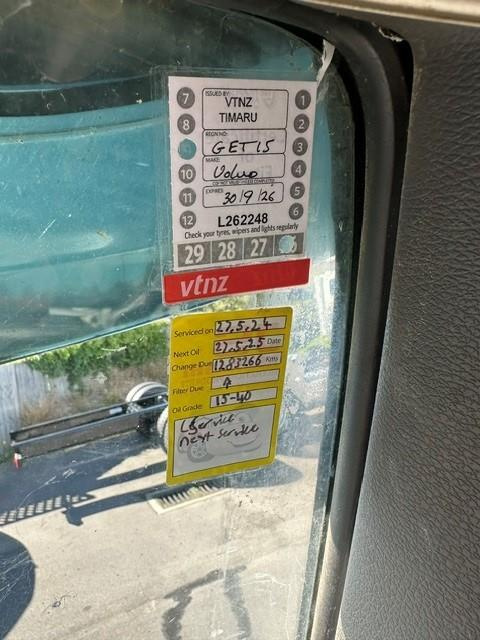 ISSUED BY:
VTNZ
TIMARU
REGN NO:
GET15
MAKE:
Volvo
EXPIRES
30/9/26
L262248
Check your tyres, wipers and lights regularly
7
8
10
11
12
1
2
3
4
5
6
29 28 27
vtnz
Serviced on 27.5.24
Next Oil 27.5.25 Date
Change Due 1283266 Kms
Filter Due
Oil Grade: 15-40
service
next service